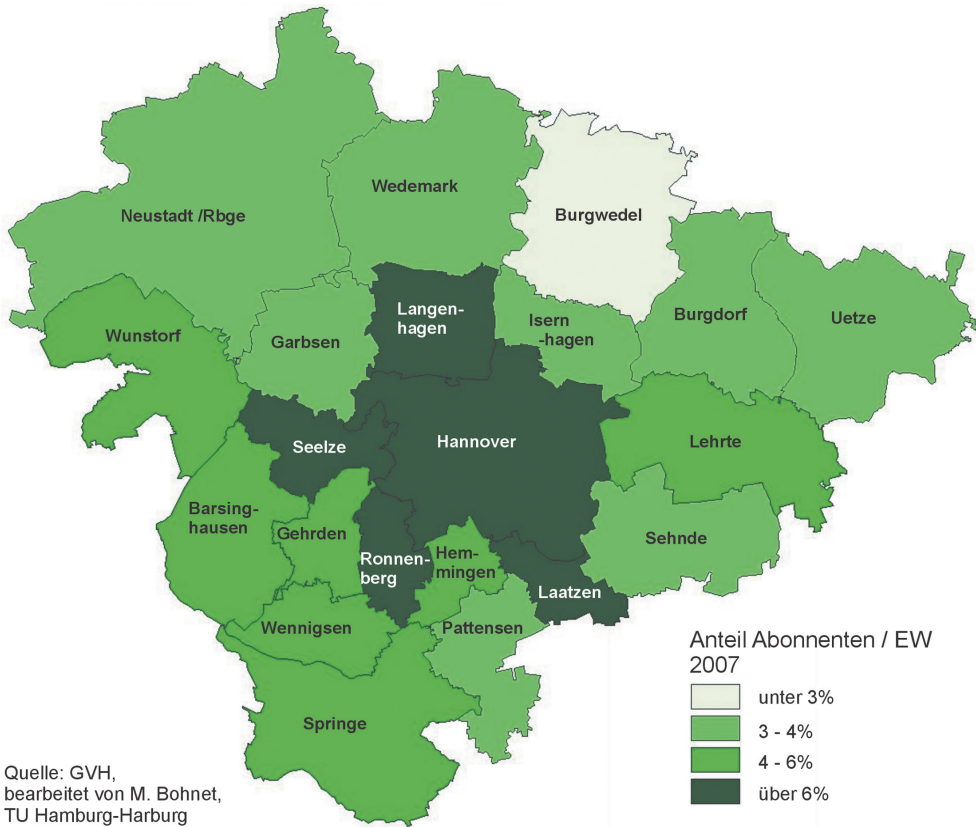 Neustadt /Rbge
Wedemark
Burgwedel
Wunstorf
Garbsen
Langen-
hagen
Isern
-hagen
Burgdorf
Uetze
Seelze
Hannover
Lehrte
Barsing-
hausen
Gehrden
Ronnen-
berg
Hem-
mingen
Laatzen
Sehnde
Wennigsen
Pattensen
Springe
Anteil Abonnenten / EW
2007
unter 3%
3 - 4%
4 - 6%
über 6%
Quelle: GVH,
bearbeitet von M. Bohnet,
TU Hamburg-Harburg